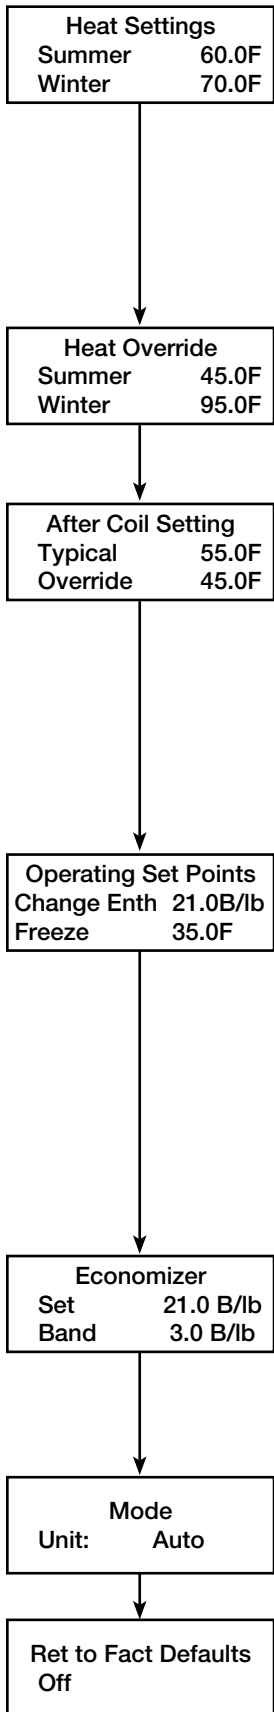 Heat Settings
Summer 60.0F
Winter 70.0F
Heat Override
Summer 45.0F
Winter 95.0F
After Coil Setting
Typical 55.0F
Override 45.0F
Operating Set Points
Change Enth 21.0B/lb
Freeze 35.0F
Economizer
Set 21.0 B/lb
Band 3.0 B/lb
Mode
Unit: Auto
Ret to Fact Defaults
Off